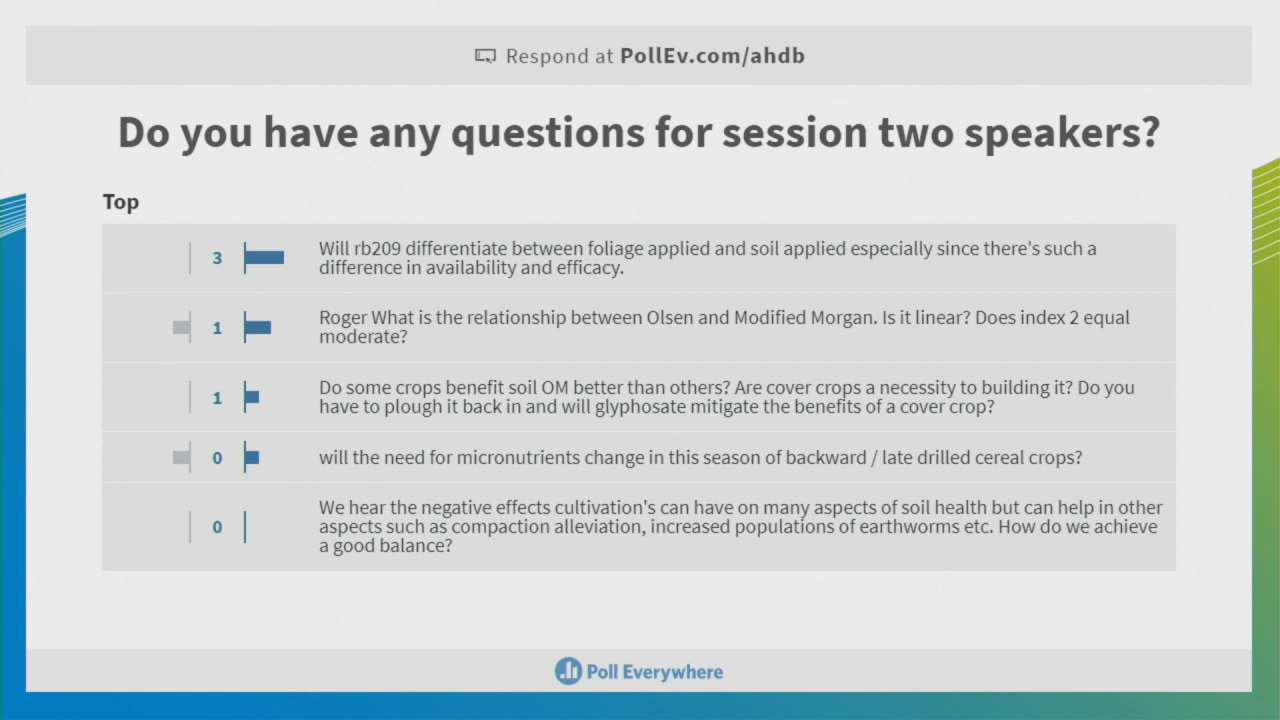 Respond at PollEv.com/ahdb
Do you have any questions for session two speakers?
Top
3
Will rb209 differentiate between foliage applied and soil applied especially since there's such a
difference in availability and efficacy.
1
Roger What is the relationship between Olsen and Modified Morgan. Is it linear? Does index 2 equal
moderate?
1
Do some crops benefit soil OM better than others? Are cover crops a necessity to building it? Do you
have to plough it back in and will glyphosate mitigate the benefits of a cover crop?
0
will the need for micronutrients change in this season of backward / late drilled cereal crops?
0
We hear the negative effects cultivation's can have on many aspects of soil health but can help in other
aspects such as compaction alleviation, increased populations of earthworms etc. How do we achieve
a good balance?
Poll Everywhere